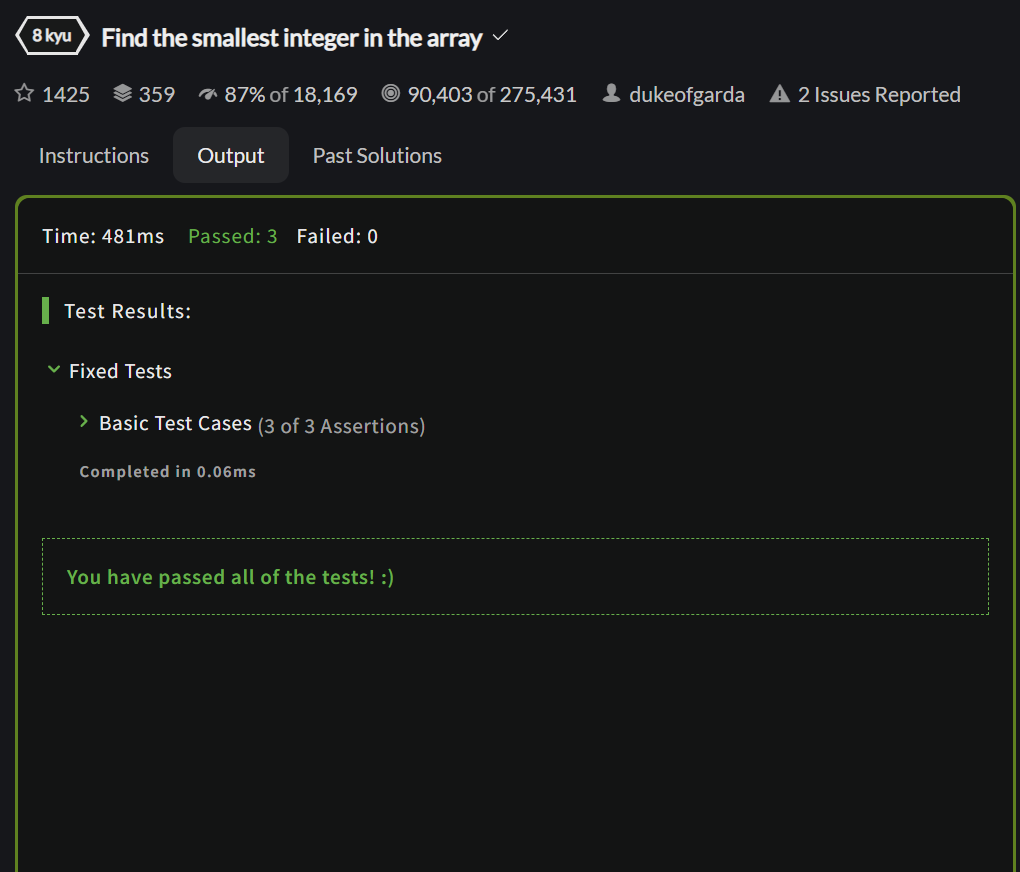 8 kyu Find the smallest integer in the array
1425 359 87% of 18,169 90,403 of 275,431 dukeofgarda 2 Issues Reported
Instructions Output Past Solutions
Time: 481ms Passed: 3 Failed: 0
Test Results:
Fixed Tests
Basic Test Cases (3 of 3 Assertions)
Completed in 0.06ms
You have passed all of the tests! :)